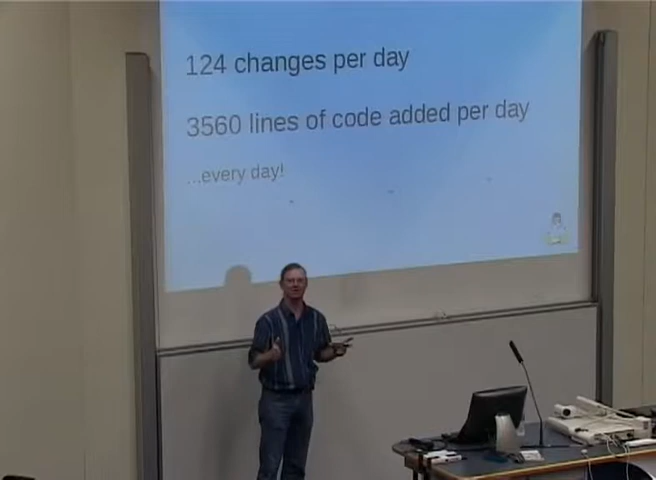 124 changes per day
3560 lines of code added per day
...every day!